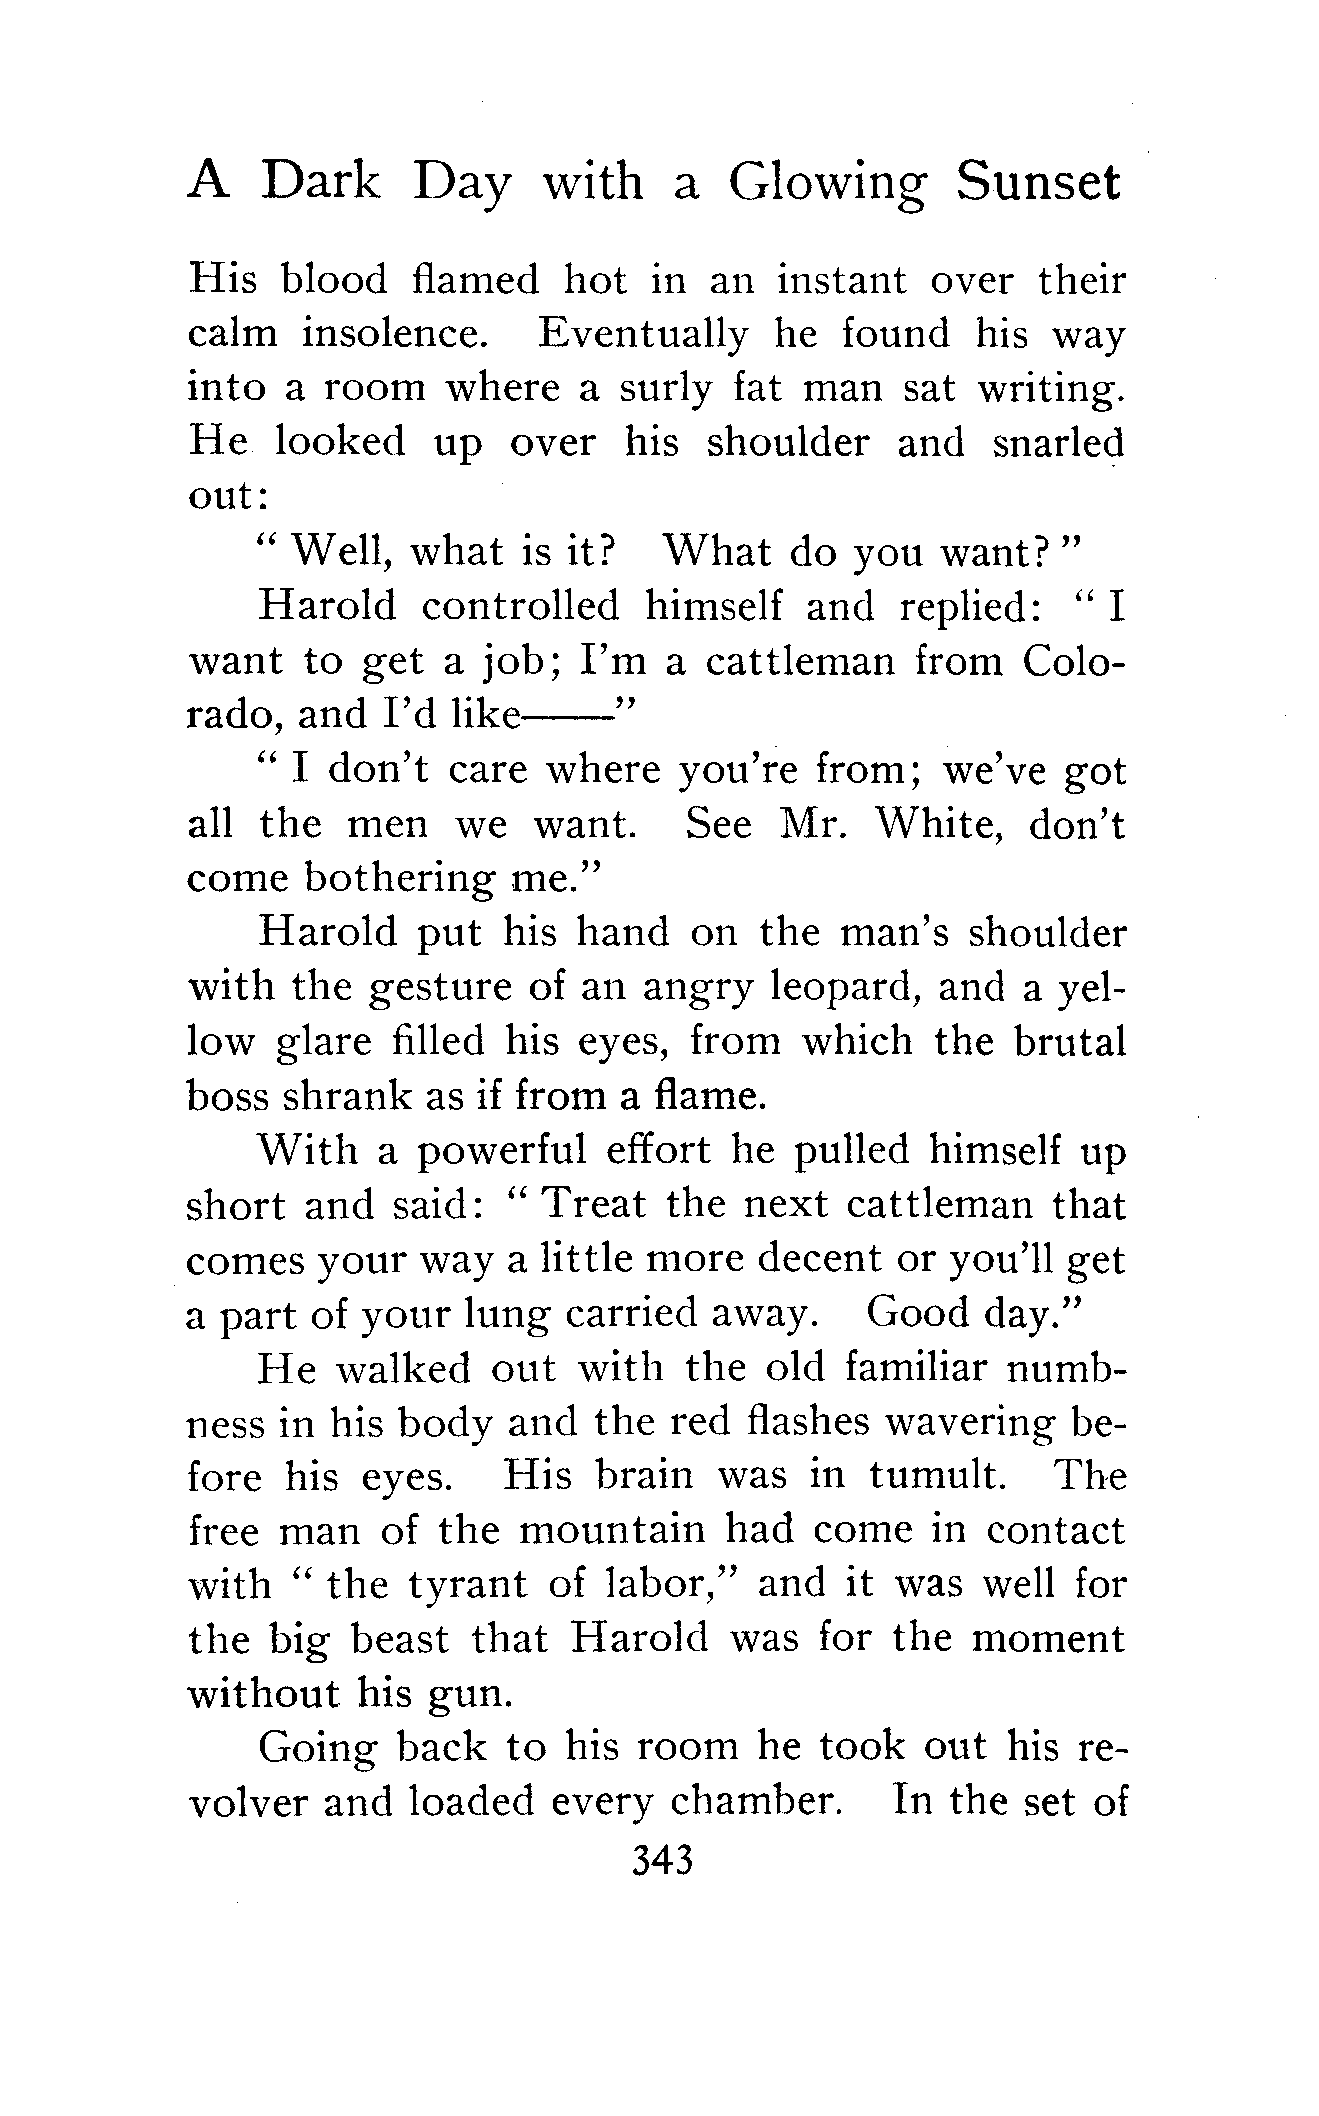 A Dark Day with a Glowing Sunset
His blood flamed hot in an instant over their
calm insolence. Eventually he found his way
into a room where a surly fat man sat writing.
He looked up over his shoulder and snarled
out:
“ Well, what is it? What do you want? ”
Harold controlled himself and replied: “ I
want to get a job; I’m a cattleman from Colo-
rado, and I’d like——”
“ I don’t care where you’re from; we’ve got
all the men we want. See Mr. White, don’t
come bothering me.”
Harold put his hand on the man’s shoulder
with the gesture of an angry leopard, and a yel-
low glare filled his eyes, from which the brutal
boss shrank as if from a flame.
With a powerful effort he pulled himself up
short and said: “ Treat the next cattleman that
comes your way a little more decent or you’ll get
a part of your lung carried away. Good day.”
He walked out with the old familiar numb-
ness in his body and the red flashes wavering be-
fore his eyes. His brain was in tumult. The
free man of the mountain had come in contact
with “ the tyrant of labor,” and it was well for
the big beast that Harold was for the moment
without his gun.
Going back to his room he took out his re-
volver and loaded every chamber. In the set of
343